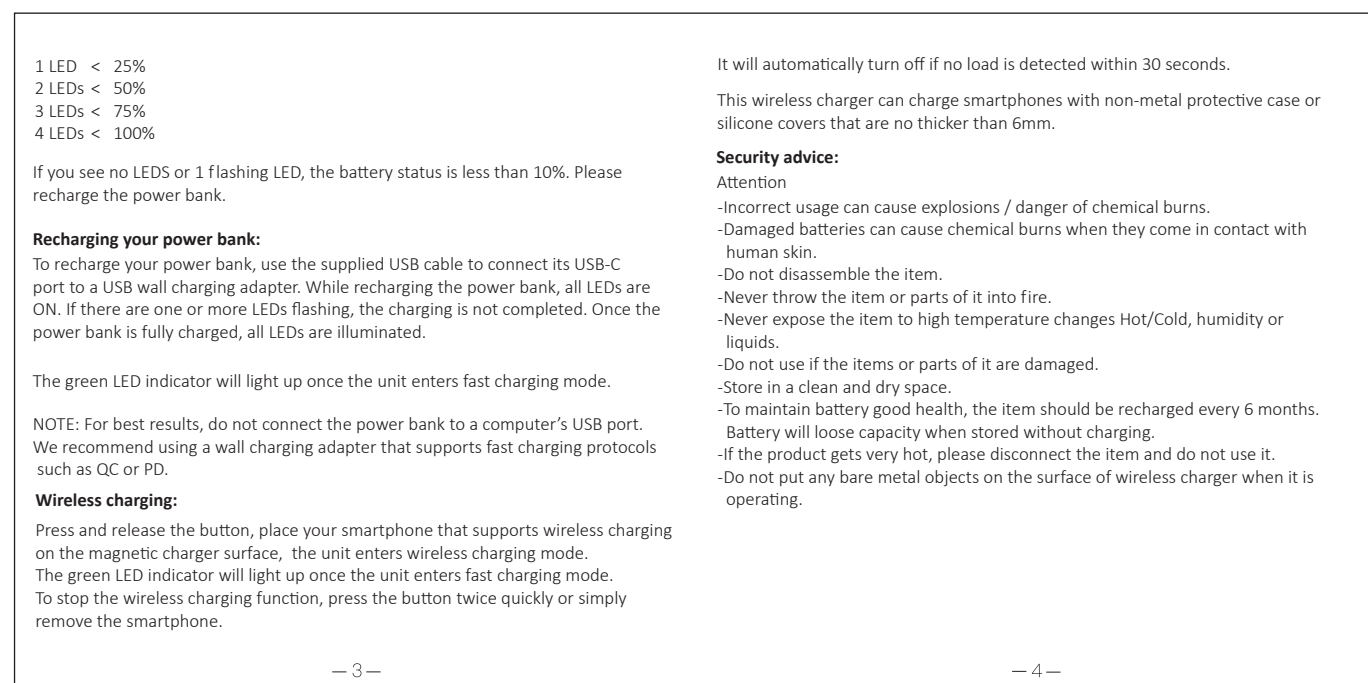 1 LED < 25%
2 LEDs < 50%
3 LEDs < 75%
4 LEDs < 100%
If you see no LEDS or 1 flashing LED, the battery status is less than 10%. Please
recharge the power bank.
Recharging your power bank:
To recharge your power bank, use the supplied USB cable to connect its USB-C
port to a USB wall charging adapter. While recharging the power bank, all LEDs are
ON. If there are one or more LEDs flashing, the charging is not completed. Once the
power bank is fully charged, all LEDs are illuminated.
The green LED indicator will light up once the unit enters fast charging mode.
NOTE: For best results, do not connect the power bank to a computer’s USB port.
We recommend using a wall charging adapter that supports fast charging protocols
such as QC or PD.
Wireless charging:
Press and release the button, place your smartphone that supports wireless charging
on the magnetic charger surface, the unit enters wireless charging mode.
The green LED indicator will light up once the unit enters fast charging mode.
To stop the wireless charging function, press the button twice quickly or simply
remove the smartphone.
—3—
It will automatically turn off if no load is detected within 30 seconds.
This wireless charger can charge smartphones with non-metal protective case or
silicone covers that are no thicker than 6mm.
Security advice:
Attention
-Incorrect usage can cause explosions / danger of chemical burns.
-Damaged batteries can cause chemical burns when they come in contact with
human skin.
-Do not disassemble the item.
-Never throw the item or parts of it into fire.
-Never expose the item to high temperature changes Hot/Cold, humidity or
liquids.
-Do not use if the items or parts of it are damaged.
-Store in a clean and dry space.
-To maintain battery good health, the item should be recharged every 6 months.
Battery will loose capacity when stored without charging.
-If the product gets very hot, please disconnect the item and do not use it.
-Do not put any bare metal objects on the surface of wireless charger when it is
operating.
—4—